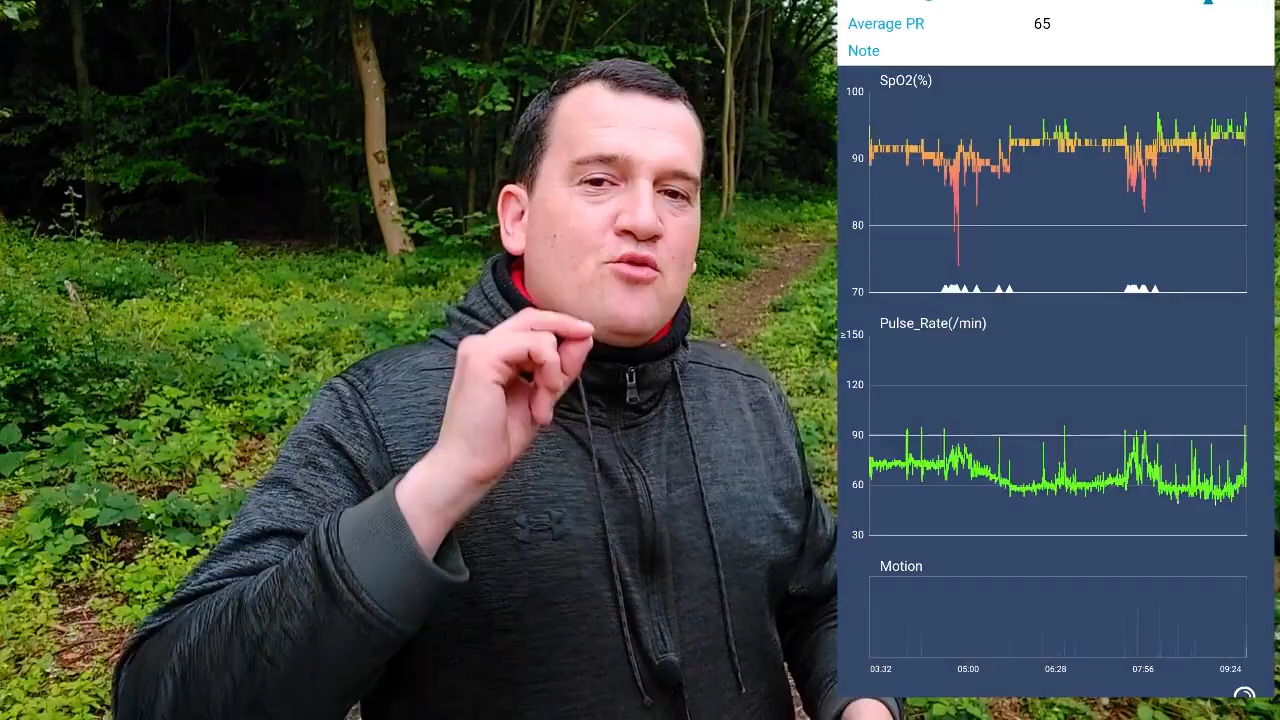 Average PR 65
Note
SpO2(%)
100
90
80
70
Pulse_Rate(/min)
≥150
120
90
60
30
Motion
03.32 05:00 06:28 07:56 09:24